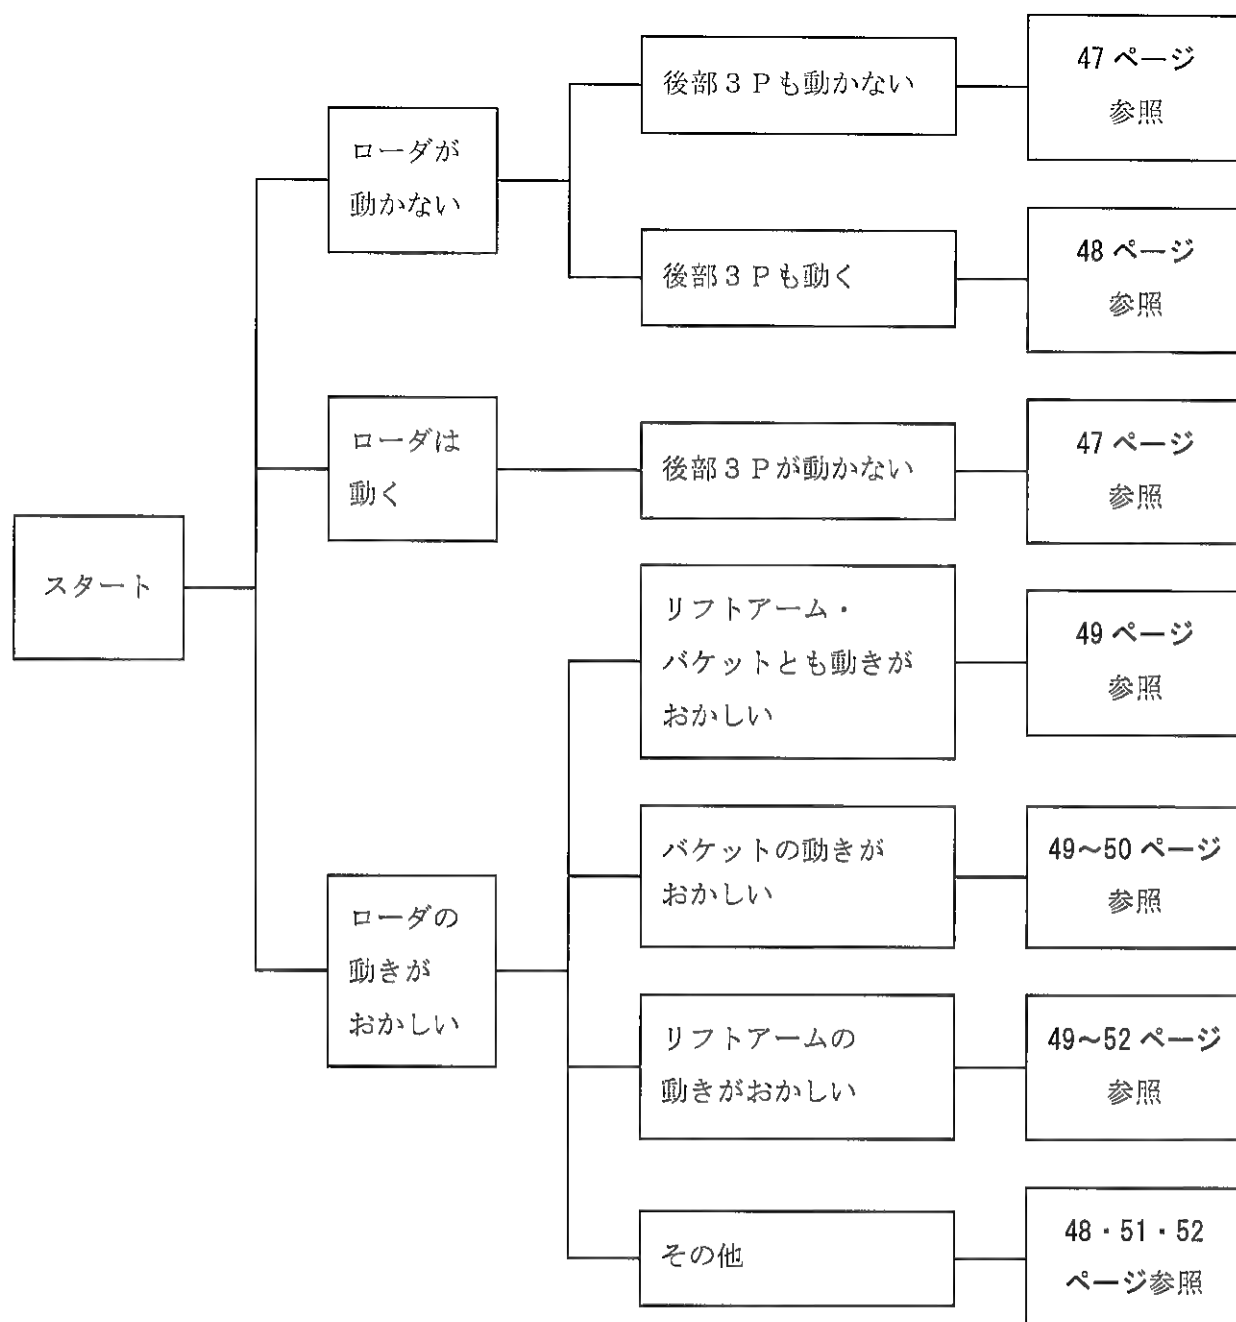 スタート
ローダが
動かない
後部３Ｐも動かない
47 ページ
参照
後部３Ｐも動く
48 ページ
参照
ローダは
動く
後部３Ｐが動かない
47 ページ
参照
ローダの
動きが
おかしい
リフトアーム・
バケットとも動きが
おかしい
49 ページ
参照
バケットの動きが
おかしい
49～50 ページ
参照
リフトアームの
動きがおかしい
49～52 ページ
参照
その他
48・51・52
ページ参照